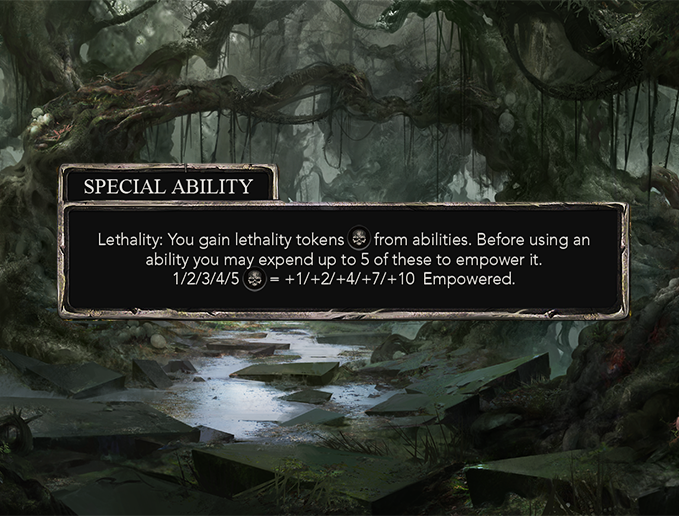 SPECIAL ABILITY
Lethality: You gain lethality tokens from abilities. Before using an
ability you may expend up to 5 of these to empower it.
1/2/3/4/5 = +1/+2/+4/+7/+10 Empowered.